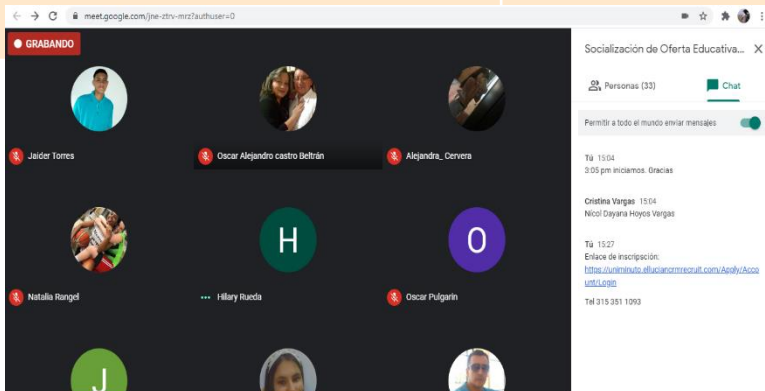 meet.google.com/jne-ztrv-mrz?authuser=0
GRABANDO
Jaider Torres
Oscar Alejandro castro Beltrán
Alejandra_ Cervera
Natalia Rangel
H
Hilary Rueda
O
Oscar Pulgarin
J
Socialización de Oferta Educativa...
Personas (33)
Chat
Permitir a todo el mundo enviar mensajes
Tú 15:04
3:05 pm iniciamos. Gracias
Cristina Vargas 15:04
Nicol Dayana Hoyos Vargas
Tú 15:27
Enlace de inscripsción:
https://uniminuto.elluciancrmrecruit.com/Apply/Acco
unt/Login
Tel 315 351 1093